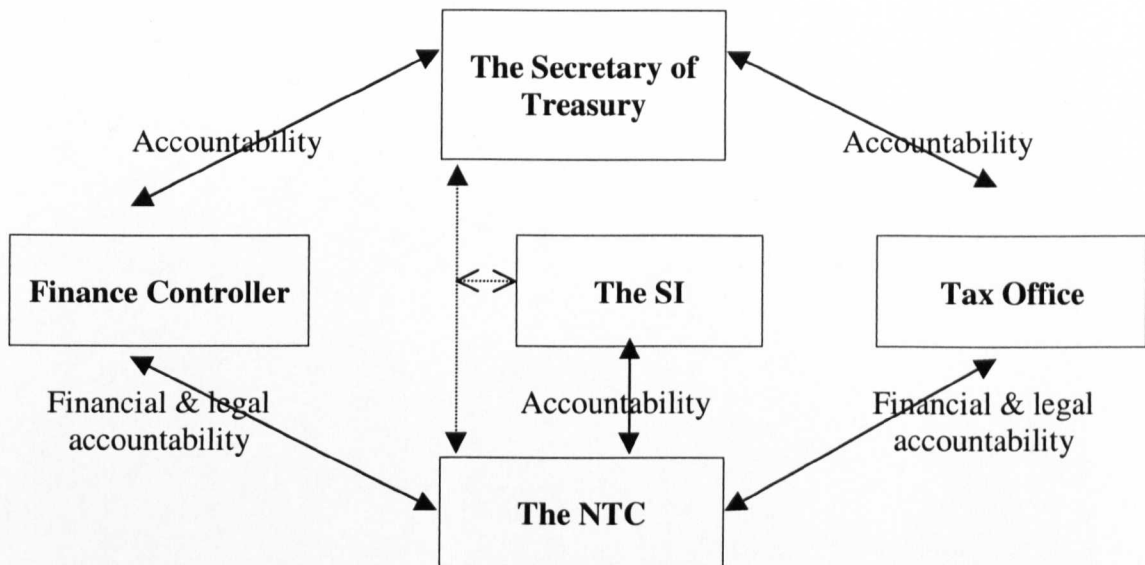 The Secretary of
Treasury
Accountability
Accountability
Finance Controller
The SI
Tax Office
Financial & legal
accountability
Accountability
Financial & legal
accountability
The NTC